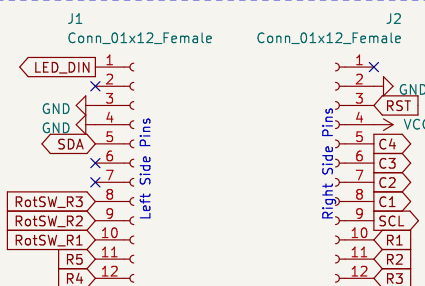 J1
Conn_01x12_Female
LED_DIN 1
2
GND 3
GND 4
SDA 5
6
7
RotSW_R3 8
RotSW_R2 9
RotSW_R1 10
R5 11
R4 12
Left Side Pins
J2
Conn_01x12_Female
1
2 GND
3 RST
4 VCC
5 C4
6 C3
7 C2
8 C1
9 SCL
10 R1
11 R2
12 R3
Right Side Pins